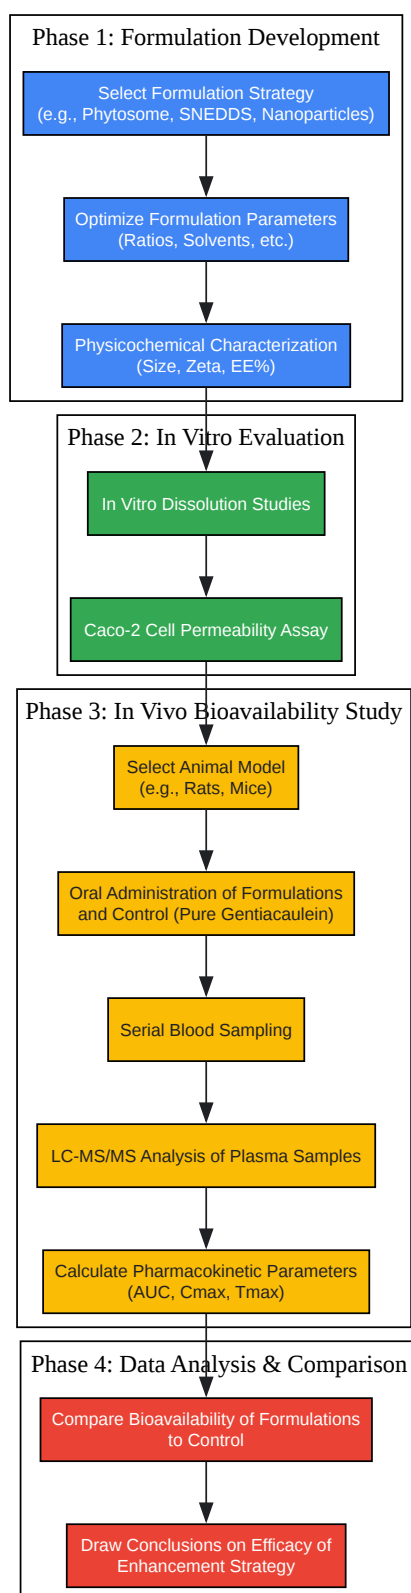 Phase 1: Formulation Development
Select Formulation Strategy
(e.g., Phytosome, SNEDDS, Nanoparticles)
Optimize Formulation Parameters
(Ratios, Solvents, etc.)
Physicochemical Characterization
(Size, Zeta, EE%)
Phase 2: In Vitro Evaluation
In Vitro Dissolution Studies
Caco-2 Cell Permeability Assay
Phase 3: In Vivo Bioavailability Study
Select Animal Model
(e.g., Rats, Mice)
Oral Administration of Formulations
and Control (Pure Gentiacaulein)
Serial Blood Sampling
LC-MS/MS Analysis of Plasma Samples
Calculate Pharmacokinetic Parameters
(AUC, Cmax, Tmax)
Phase 4: Data Analysis & Comparison
Compare Bioavailability of Formulations
to Control
Draw Conclusions on Efficacy of
Enhancement Strategy